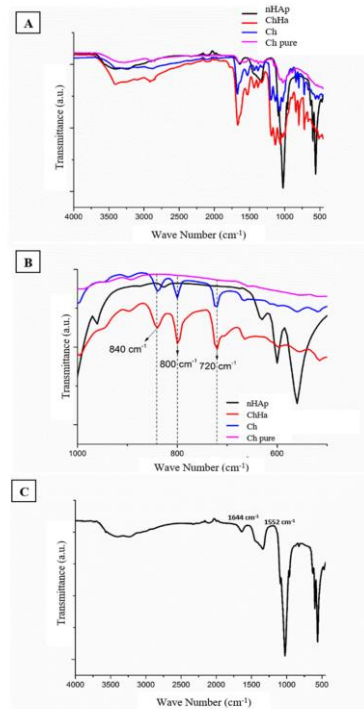 A
nHAp
ChHa
Ch
Ch pure
Transmittance (a.u.)
4000 3500 3000 2500 2000 1500 1000 500
Wave Number (cm-1)
B
Transmittance (a.u.)
840 cm-1
800 cm-1
720 cm-1
nHAp
ChHa
Ch
Ch pure
1000 800 600
Wave Number (cm-1)
C
1644 cm-1
1552 cm-1
Transmittance (a.u.)
4000 3500 3000 2500 2000 1500 1000 500
Wave Number (cm-1)